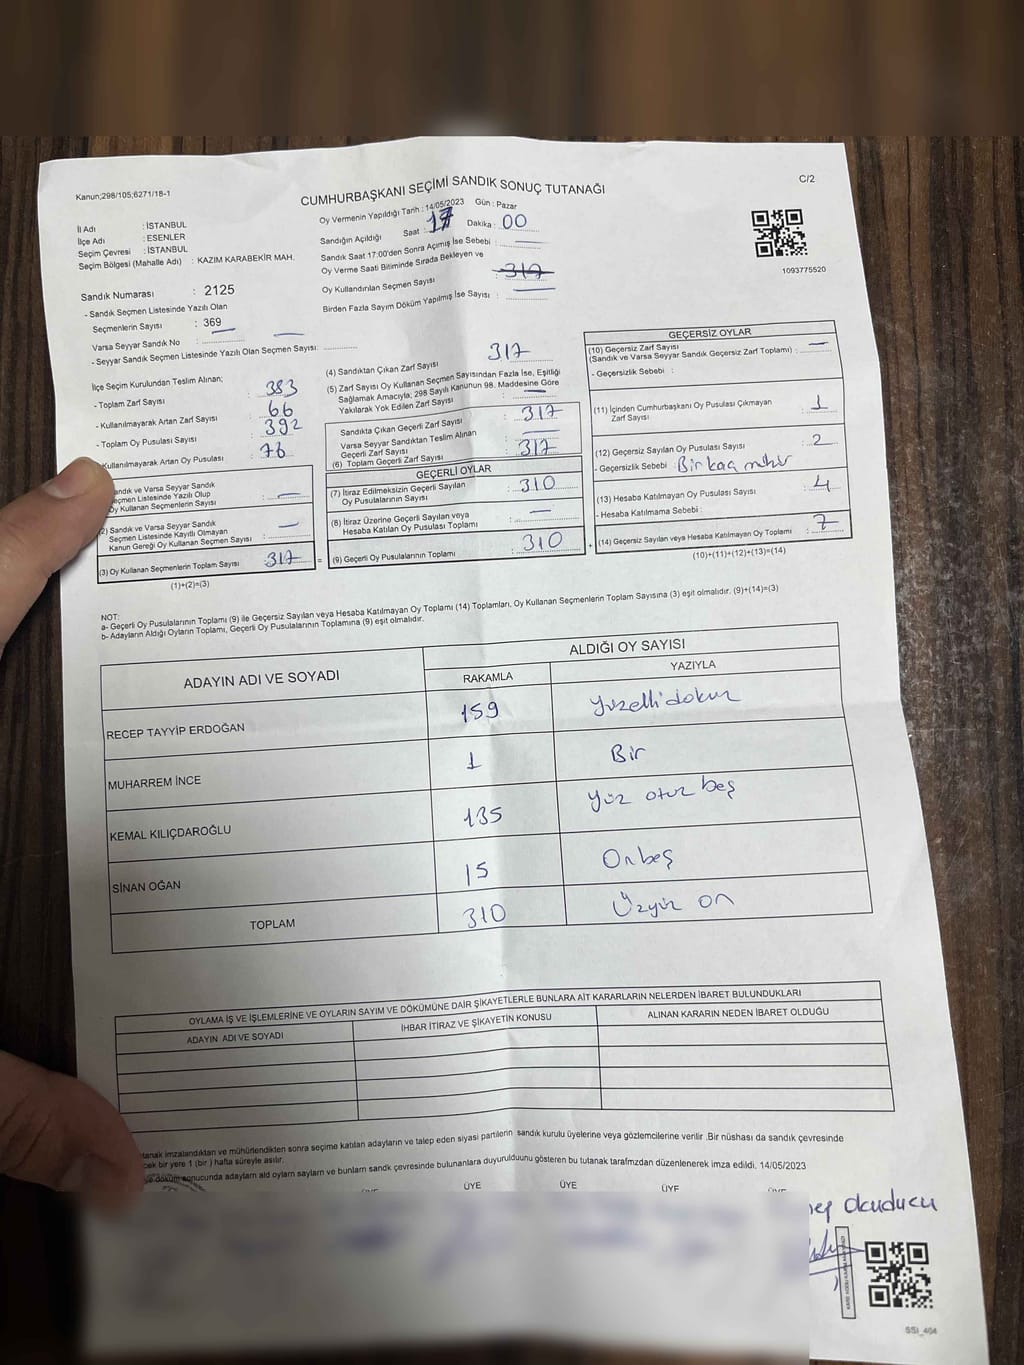 Kanun;298/105;6271/18-1
C/2
CUMHURBAŞKANI SEÇİMİ SANDIK SONUÇ TUTANAĞI
İl Adı : İSTANBUL
İlçe Adı : ESENLER
Seçim Çevresi : İSTANBUL
Seçim Bölgesi (Mahalle Adı) : KAZIM KARABEKİR MAH.
Sandık Numarası : 2125
- Sandık Seçmen Listesinde Yazılı Olan
Seçmenlerin Sayısı : 369
Varsa Seyyar Sandık No : —
- Seyyar Sandık Seçmen Listesinde Yazılı Olan Seçmen Sayısı: —
Oy Vermenin Yapıldığı Tarih : 14/05/2023 Gün : Pazar
Sandığın Açıldığı Saat : 17 Dakika : 00
Sandık Saat 17:00'den Sonra Açımış İse Sebebi : —
Oy Verme Saati Bitiminde Sırada Bekleyen ve
Oy Kullandırılan Seçmen Sayısı : 317
Birden Fazla Sayım Döküm Yapılmış İse Sayısı : —
1093775520
İlçe Seçim Kurulundan Teslim Alınan;
- Toplam Zarf Sayısı : 383
- Kullanılmayarak Artan Zarf Sayısı : 66
- Toplam Oy Pusulası Sayısı : 392
Kullanılmayarak Artan Oy Pusulası :
andık ve Varsa Seyyar Sandık
eçmen Listesinde Yazılı Olup
Oy Kullanan Seçmenlerin Sayısı : —
2) Sandık ve Varsa Seyyar Sandık
Seçmen Listesinde Kayıtlı Olmayan
Kanun Gereği Oy Kullanan Seçmen Sayısı : —
(3) Oy Kullanan Seçmenlerin Toplam Sayısı : 317
(1)+(2)=(3)
=
(4) Sandıktan Çıkan Zarf Sayısı 317
(5) Zarf Sayısı Oy Kullanan Seçmen Sayısından Fazla İse, Eşitliği
Sağlamak Amacıyla; 298 Sayılı Kanunun 98. Maddesine Göre
Yakılarak Yok Edilen Zarf Sayısı : —
Sandıkta Çıkan Geçerli Zarf Sayısı : 317
Varsa Seyyar Sandıktan Teslim Alınan
Geçerli Zarf Sayısı : —
(6) Toplam Geçerli Zarf Sayısı : 317
GEÇERLİ OYLAR
(7) İtiraz Edilmeksizin Geçerli Sayılan
Oy Pusulalarının Sayısı : 310
(8) İtiraz Üzerine Geçerli Sayılan veya
Hesaba Katılan Oy Pusulası Toplamı : —
(9) Geçerli Oy Pusulalarının Toplamı : 310
+
GEÇERSİZ OYLAR
(10) Geçersiz Zarf Sayısı
(Sandık ve Varsa Seyyar Sandık Geçersiz Zarf Toplamı) : —
- Geçersizlik Sebebi :
(11) İçinden Cumhurbaşkanı Oy Pusulası Çıkmayan
Zarf Sayısı : 1
(12) Geçersiz Sayılan Oy Pusulası Sayısı : 2
- Geçersizlik Sebebi : Birkaç mühür
(13) Hesaba Katılmayan Oy Pusulası Sayısı : 4
- Hesaba Katılmama Sebebi :
(14) Geçersiz Sayılan veya Hesaba Katılmayan Oy Toplamı : 7
(10)+(11)+(12)+(13)=(14)
NOT:
a- Geçerli Oy Pusulalarının Toplamı (9) ile Geçersiz Sayılan veya Hesaba Katılmayan Oy Toplamı (14) Toplamları, Oy Kullanan Seçmenlerin Toplam Sayısına (3) eşit olmalıdır. (9)+(14)=(3)
b- Adayların Aldığı Oyların Toplamı, Geçerli Oy Pusulalarının Toplamına (9) eşit olmalıdır.
ADAYIN ADI VE SOYADI
ALDIĞI OY SAYISI
RAKAMLA YAZIYLA
RECEP TAYYİP ERDOĞAN 159 Yüzellidokuz
MUHARREM İNCE 1 Bir
KEMAL KILIÇDAROĞLU 135 Yüz otuz beş
SİNAN OĞAN 15 Onbeş
TOPLAM 310 Üzyüz on
OYLAMA İŞ VE İŞLEMLERİNE VE OYLARIN SAYIM VE DÖKÜMÜNE DAİR ŞİKAYETLERLE BUNLARA AİT KARARLARIN NELERDEN İBARET BULUNDUKLARI
ADAYIN ADI VE SOYADI İHBAR İTİRAZ VE ŞİKAYETİN KONUSU ALINAN KARARIN NEDEN İBARET OLDUĞU
tanak imzalandıktan ve mühürlendikten sonra seçime katılan adayların ve talep eden siyasi partilerin sandık kurulu üyelerine veya gözlemcilerine verilir .Bir nüshası da sandık çevresinde
cek bir yere 1 (bir ) hafta süreyle asılır.
ve döküm sonucunda adayların ald oyların sayların ve bunların sandk çevresinde bulunanlara duyurulduunu gösteren bu tutanak tarafmzdan düzenlenerek imza edildi. 14/05/2023
ÜYE ÜYE ÜYE
Okuducu
SSİ_404